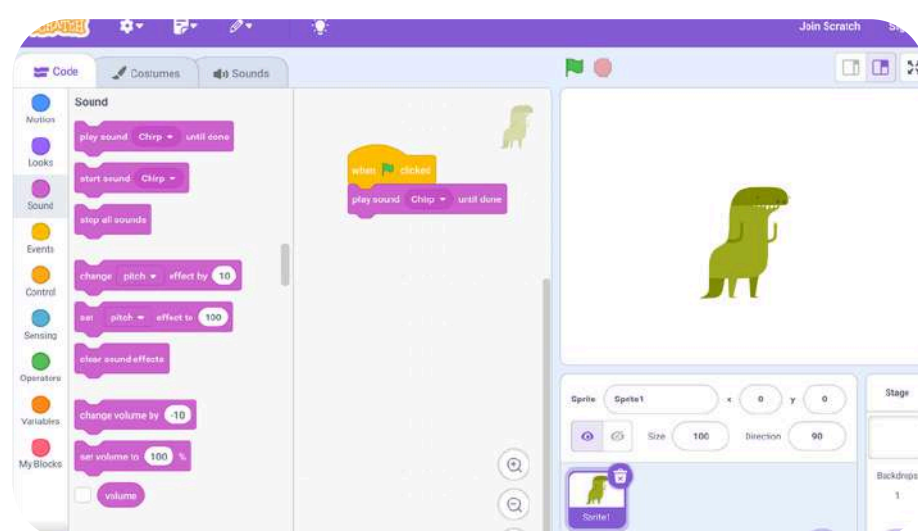 SCRATCH
Join Scratch
Code
Costumes
Sounds
Motion
Looks
Sound
Events
Control
Sensing
Operators
Variables
My Blocks
Sound
play sound Chirp until done
start sound Chirp
stop all sounds
change pitch effect by 10
set pitch effect to 100
clear sound effects
change volume by -10
set volume to 100 %
volume
when clicked
play sound Chirp until done
Sprite Sprite1 x 0 y 0
Size 100 Direction 90
Sprite1
Stage
Backdrops
1